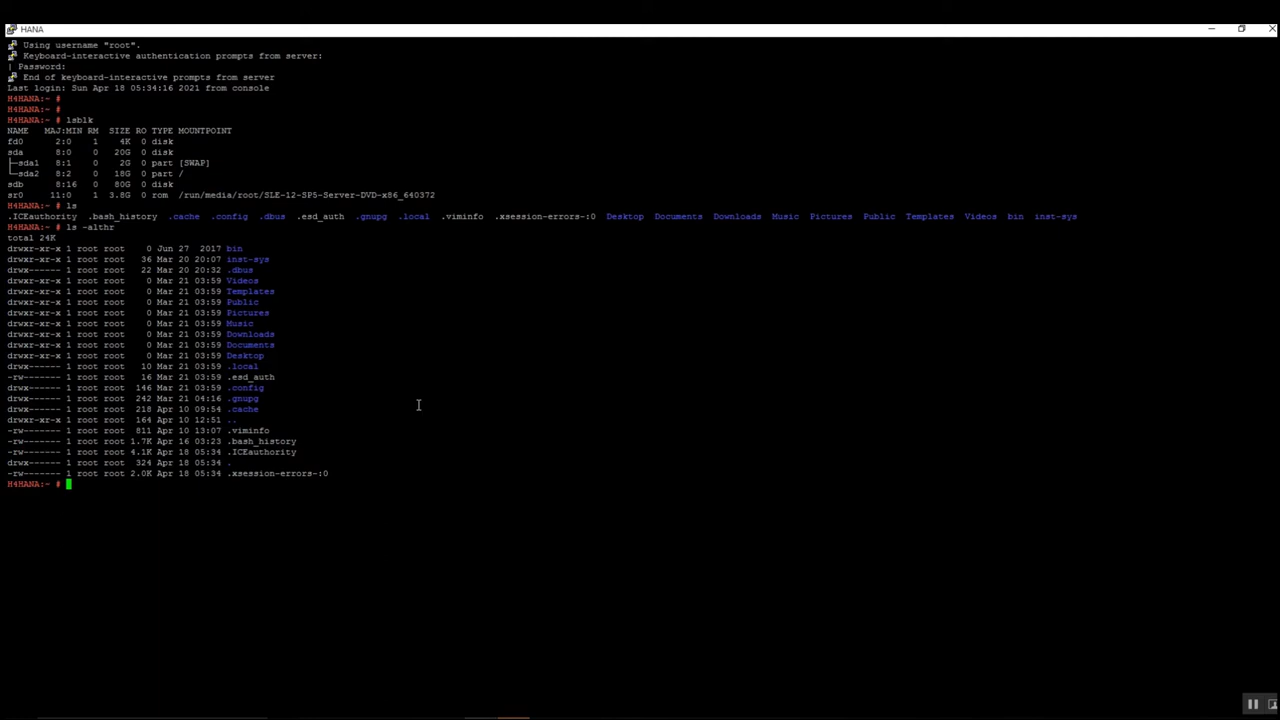 HANA
Using username "root".
Keyboard-interactive authentication prompts from server:
| Password:
End of keyboard-interactive prompts from server
Last login: Sun Apr 18 05:34:16 2021 from console
H4HANA:~ #
H4HANA:~ #
H4HANA:~ # lsblk
NAME   MAJ:MIN RM  SIZE RO TYPE MOUNTPOINT
fd0      2:0    1    4K  0 disk
sda      8:0    0   20G  0 disk
├─sda1   8:1    0    2G  0 part [SWAP]
└─sda2   8:2    0   18G  0 part /
sdb      8:16   0   80G  0 disk
sr0     11:0    1  3.8G  0 rom  /run/media/root/SLE-12-SP5-Server-DVD-x86_640372
H4HANA:~ # ls
.ICEauthority  .bash_history  .cache  .config  .dbus  .esd_auth  .gnupg  .local  .viminfo  .xsession-errors-:0  Desktop  Documents  Downloads  Music  Pictures  Public  Templates  Videos  bin  inst-sys
H4HANA:~ # ls -althr
total 24K
drwxr-xr-x 1 root root    0 Jun 27  2017 bin
drwxr-xr-x 1 root root   36 Mar 20 20:07 inst-sys
drwx------ 1 root root   22 Mar 20 20:32 .dbus
drwxr-xr-x 1 root root    0 Mar 21 03:59 Videos
drwxr-xr-x 1 root root    0 Mar 21 03:59 Templates
drwxr-xr-x 1 root root    0 Mar 21 03:59 Public
drwxr-xr-x 1 root root    0 Mar 21 03:59 Pictures
drwxr-xr-x 1 root root    0 Mar 21 03:59 Music
drwxr-xr-x 1 root root    0 Mar 21 03:59 Downloads
drwxr-xr-x 1 root root    0 Mar 21 03:59 Documents
drwxr-xr-x 1 root root    0 Mar 21 03:59 Desktop
drwx------ 1 root root   10 Mar 21 03:59 .local
-rw------- 1 root root   16 Mar 21 03:59 .esd_auth
drwx------ 1 root root  146 Mar 21 03:59 .config
drwx------ 1 root root  242 Mar 21 04:16 .gnupg
drwx------ 1 root root  218 Apr 10 09:54 .cache
drwxr-xr-x 1 root root  164 Apr 10 12:51 ..
-rw------- 1 root root  811 Apr 10 13:07 .viminfo
-rw------- 1 root root 1.7K Apr 16 03:23 .bash_history
-rw------- 1 root root 4.1K Apr 18 05:34 .ICEauthority
drwx------ 1 root root  324 Apr 18 05:34 .
-rw------- 1 root root 2.0K Apr 18 05:34 .xsession-errors-:0
H4HANA:~ #